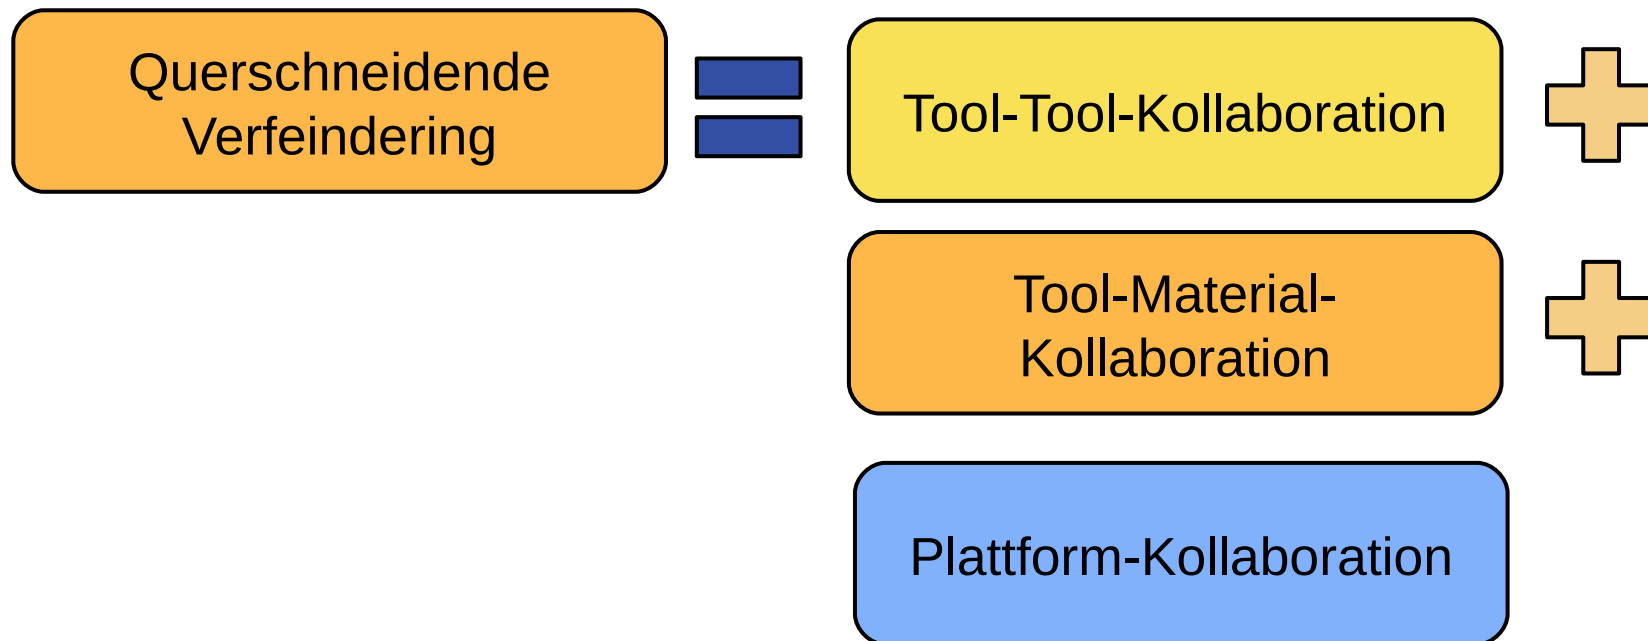 Querschneidende
Verfeindering
Tool-Tool-Kollaboration
Tool-Material-
Kollaboration
Plattform-Kollaboration